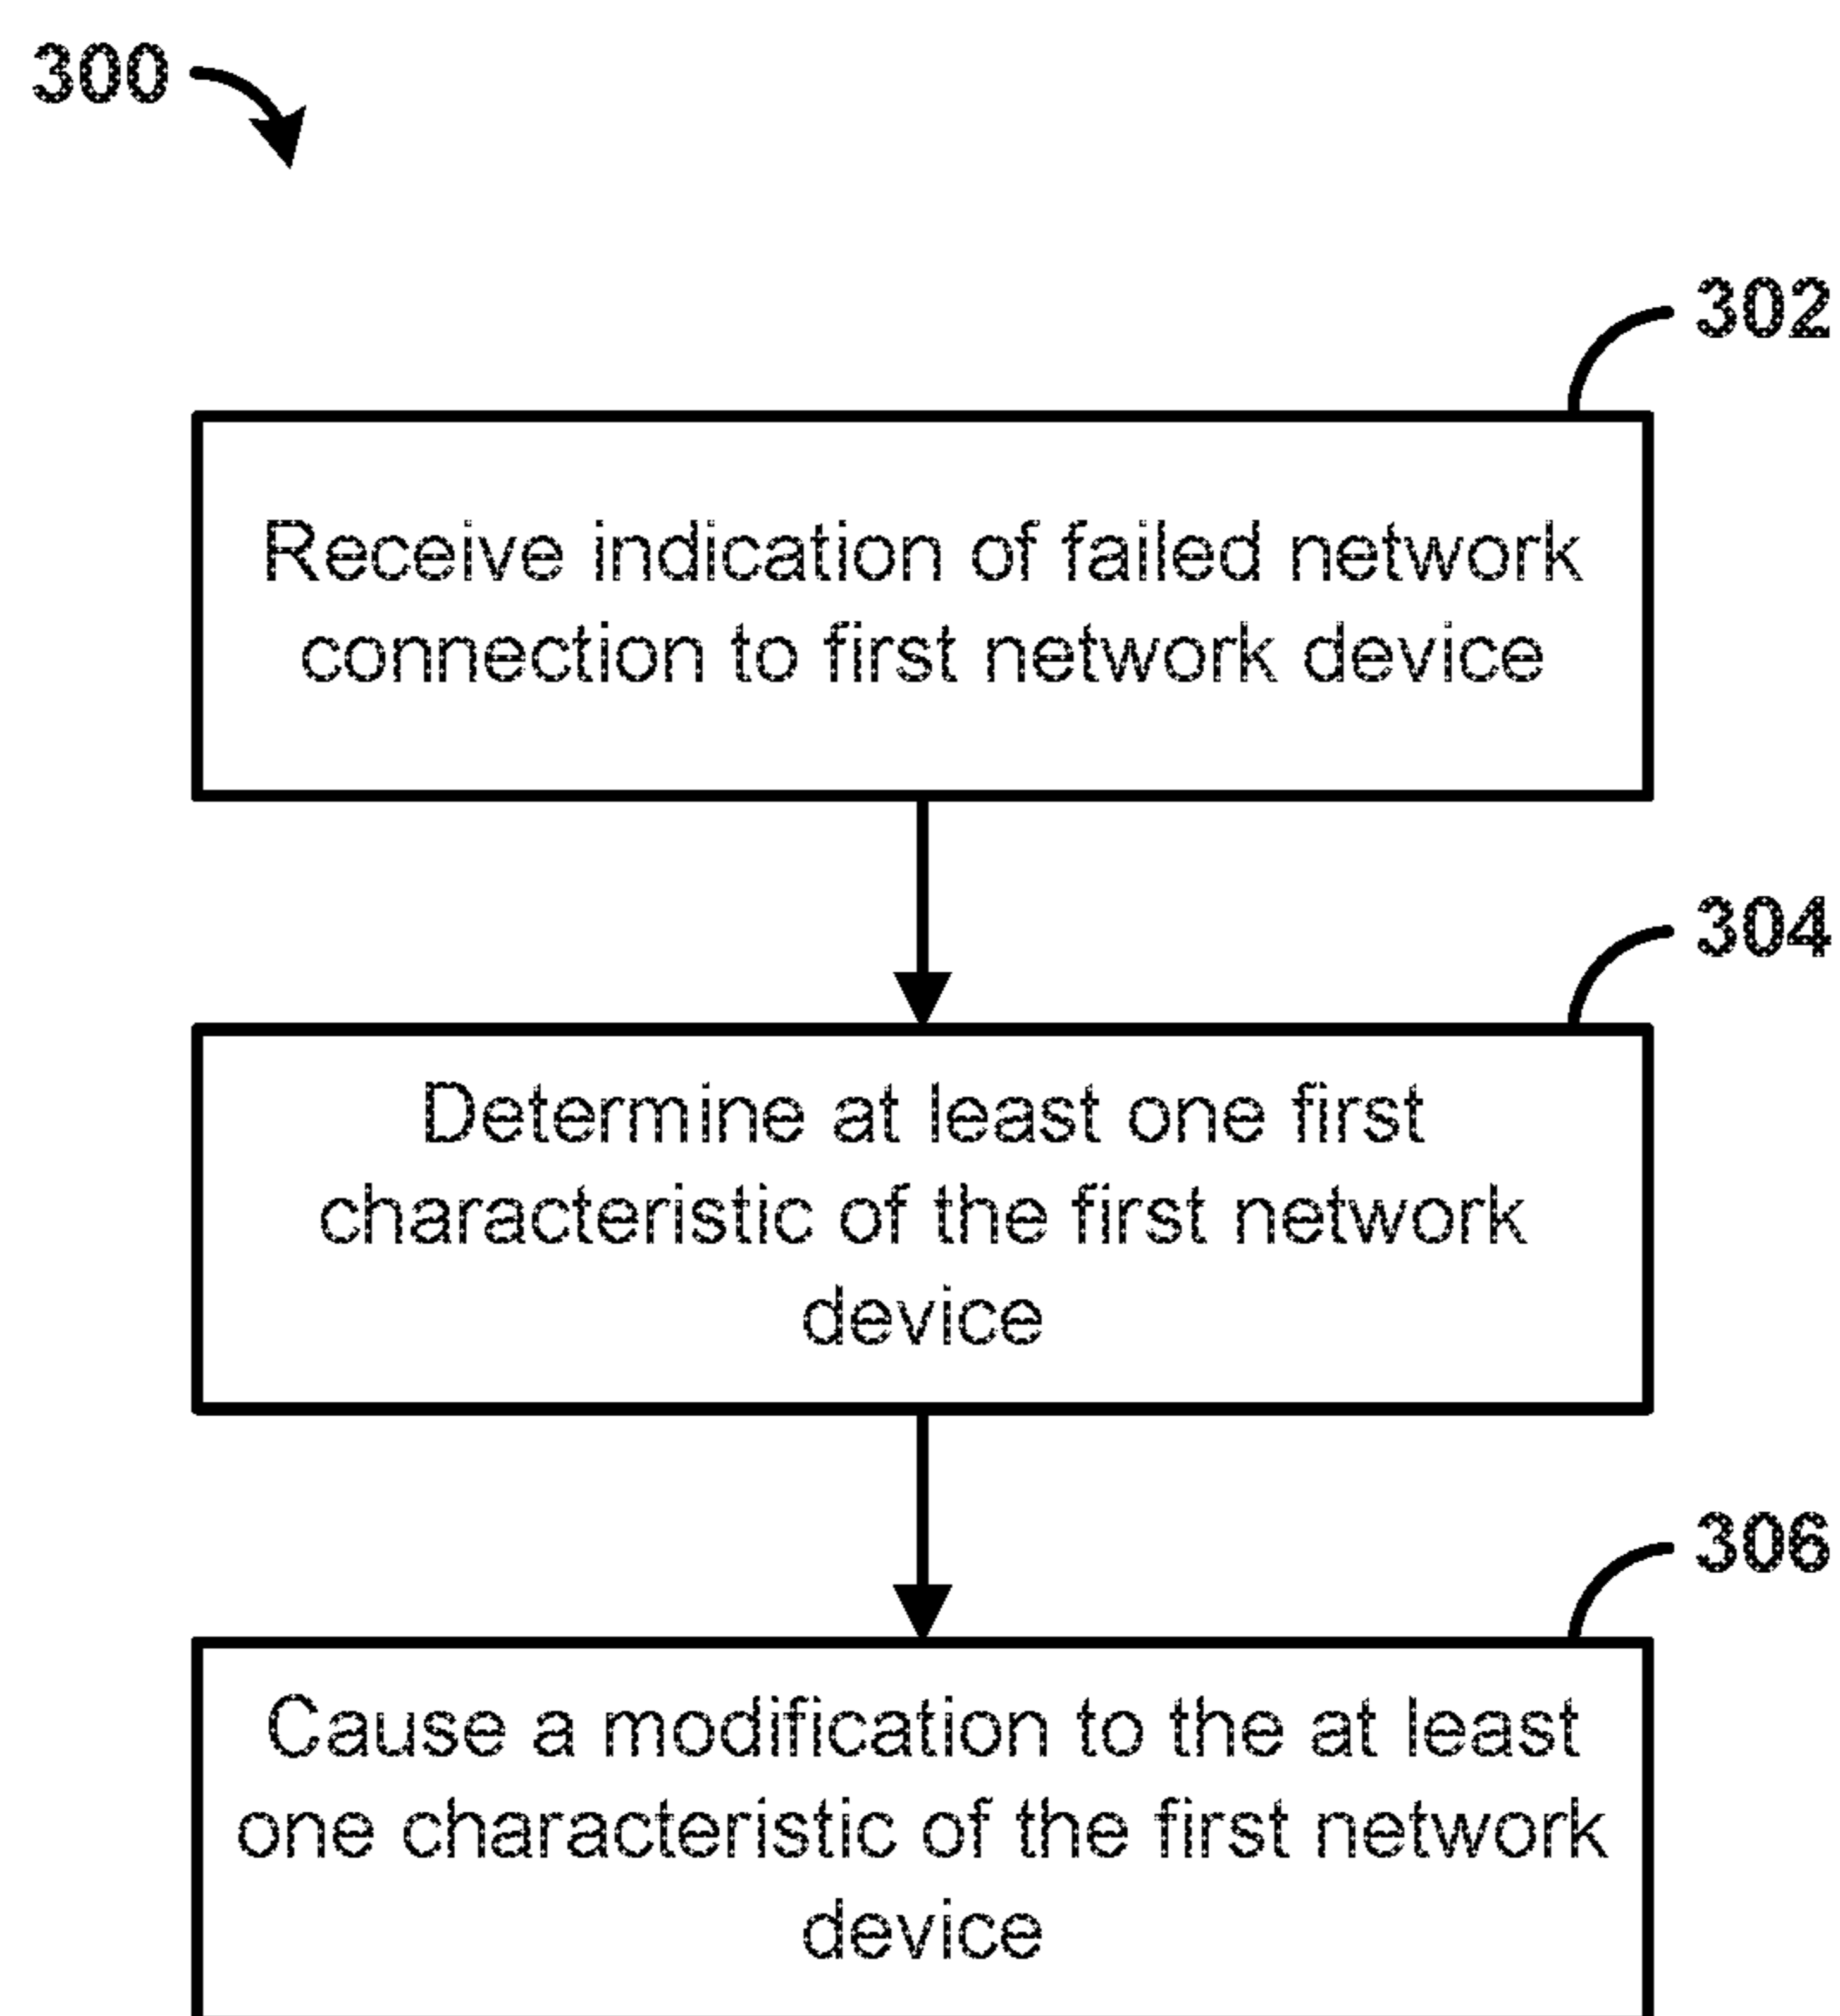 300
302
Receive indication of failed network
connection to first network device
304
Determine at least one first
characteristic of the first network
device
306
Cause a modification to the at least
one characteristic of the first network
device